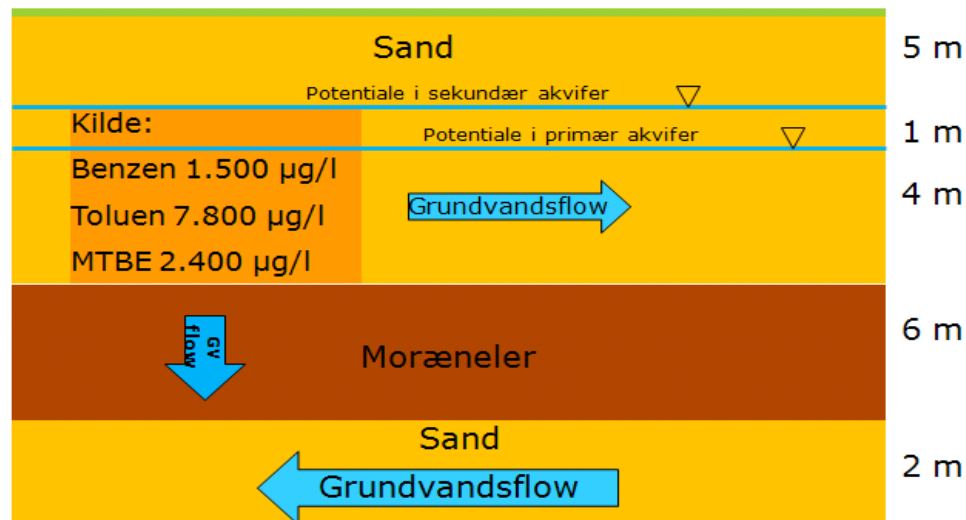 Sand
5 m
Potentiale i sekundær akvifer
Kilde:
Potentiale i primær akvifer
1 m
Benzen 1.500 µg/l
Toluen 7.800 µg/l
MTBE 2.400 µg/l
Grundvandsflow
4 m
GV
flow
Moræneler
6 m
Sand
Grundvandsflow
2 m